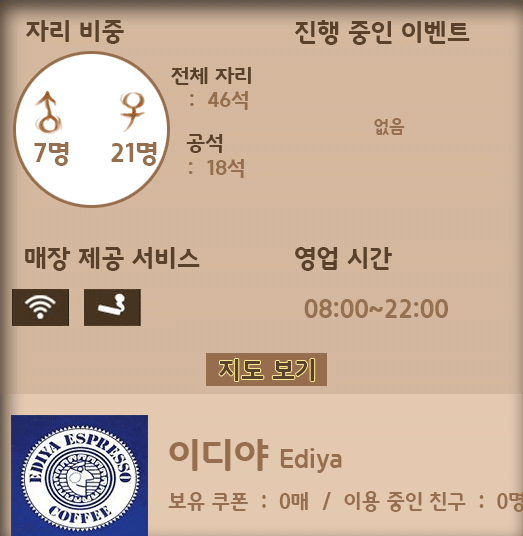 자리 비중
진행 중인 이벤트
전체 자리
: 46석
공석
: 18석
7명
21명
없음
매장 제공 서비스
영업 시간
08:00~22:00
지도 보기
EDIYA ESPRESSO
COFFEE
이디야 Ediya
보유 쿠폰 : 0매 / 이용 중인 친구 : 0명